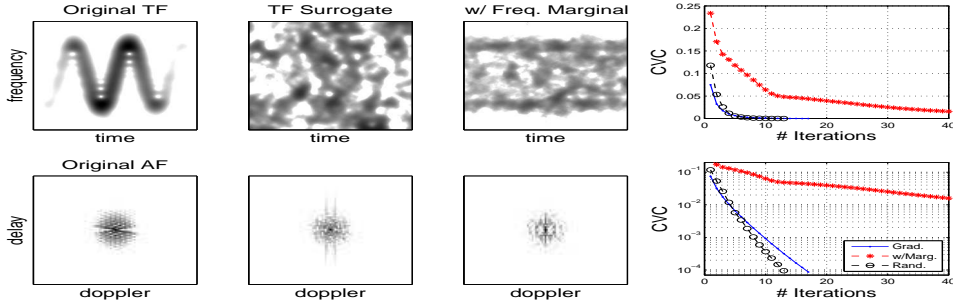 Original TF
TF Surrogate
w/ Freq. Marginal
frequency
time
time
time
CVC
0.25
0.2
0.15
0.1
0.05
0
0 10 20 30 40
# Iterations
Original AF
delay
doppler
doppler
doppler
CVC
10⁻¹
10⁻²
10⁻³
10⁻⁴
Grad.
w/Marg.
Rand.
0 10 20 30 40
# Iterations